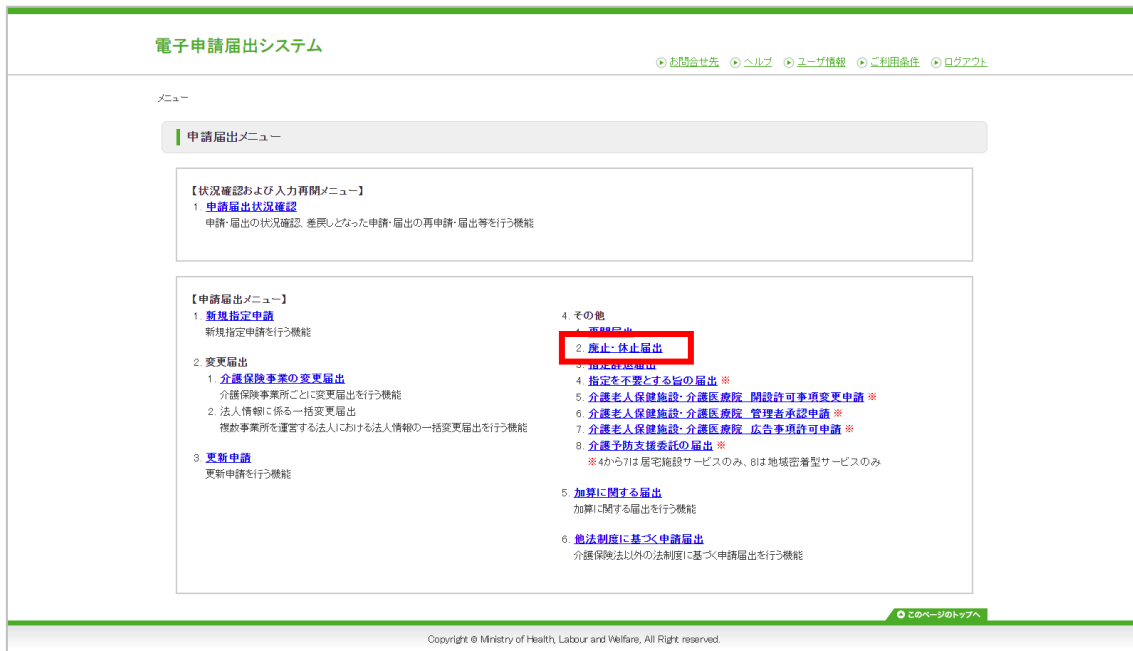 電子申請届出システム
お問合せ先 ヘルプ ユーザ情報 ご利用条件 ログアウト
メニュー
申請届出メニュー
【状況確認および入力再開メニュー】
1. 申請届出状況確認
申請・届出の状況確認、差戻しとなった申請・届出の再申請・届出等を行う機能
【申請届出メニュー】
1. 新規指定申請
新規指定申請を行う機能
2. 変更届出
1. 介護保険事業の変更届出
介護保険事業所ごとに変更届出を行う機能
2. 法人情報に係る一括変更届出
複数事業所を運営する法人における法人情報の一括変更届出を行う機能
3. 更新申請
更新申請を行う機能
4. その他
1. 再開届出
2. 廃止・休止届出
3. 指定辞退届出
4. 指定を不要とする旨の届出 ※
5. 介護老人保健施設・介護医療院 開設許可事項変更申請 ※
6. 介護老人保健施設・介護医療院 管理者承認申請 ※
7. 介護老人保健施設・介護医療院 広告事項許可申請 ※
8. 介護予防支援委託の届出 ※
※4から7は居宅施設サービスのみ、8は地域密着型サービスのみ
5. 加算に関する届出
加算に関する届出を行う機能
6. 他法制度に基づく申請届出
介護保険法以外の法制度に基づく申請届出を行う機能
このページのトップへ
Copyright © Ministry of Health, Labour and Welfare, All Right reserved.